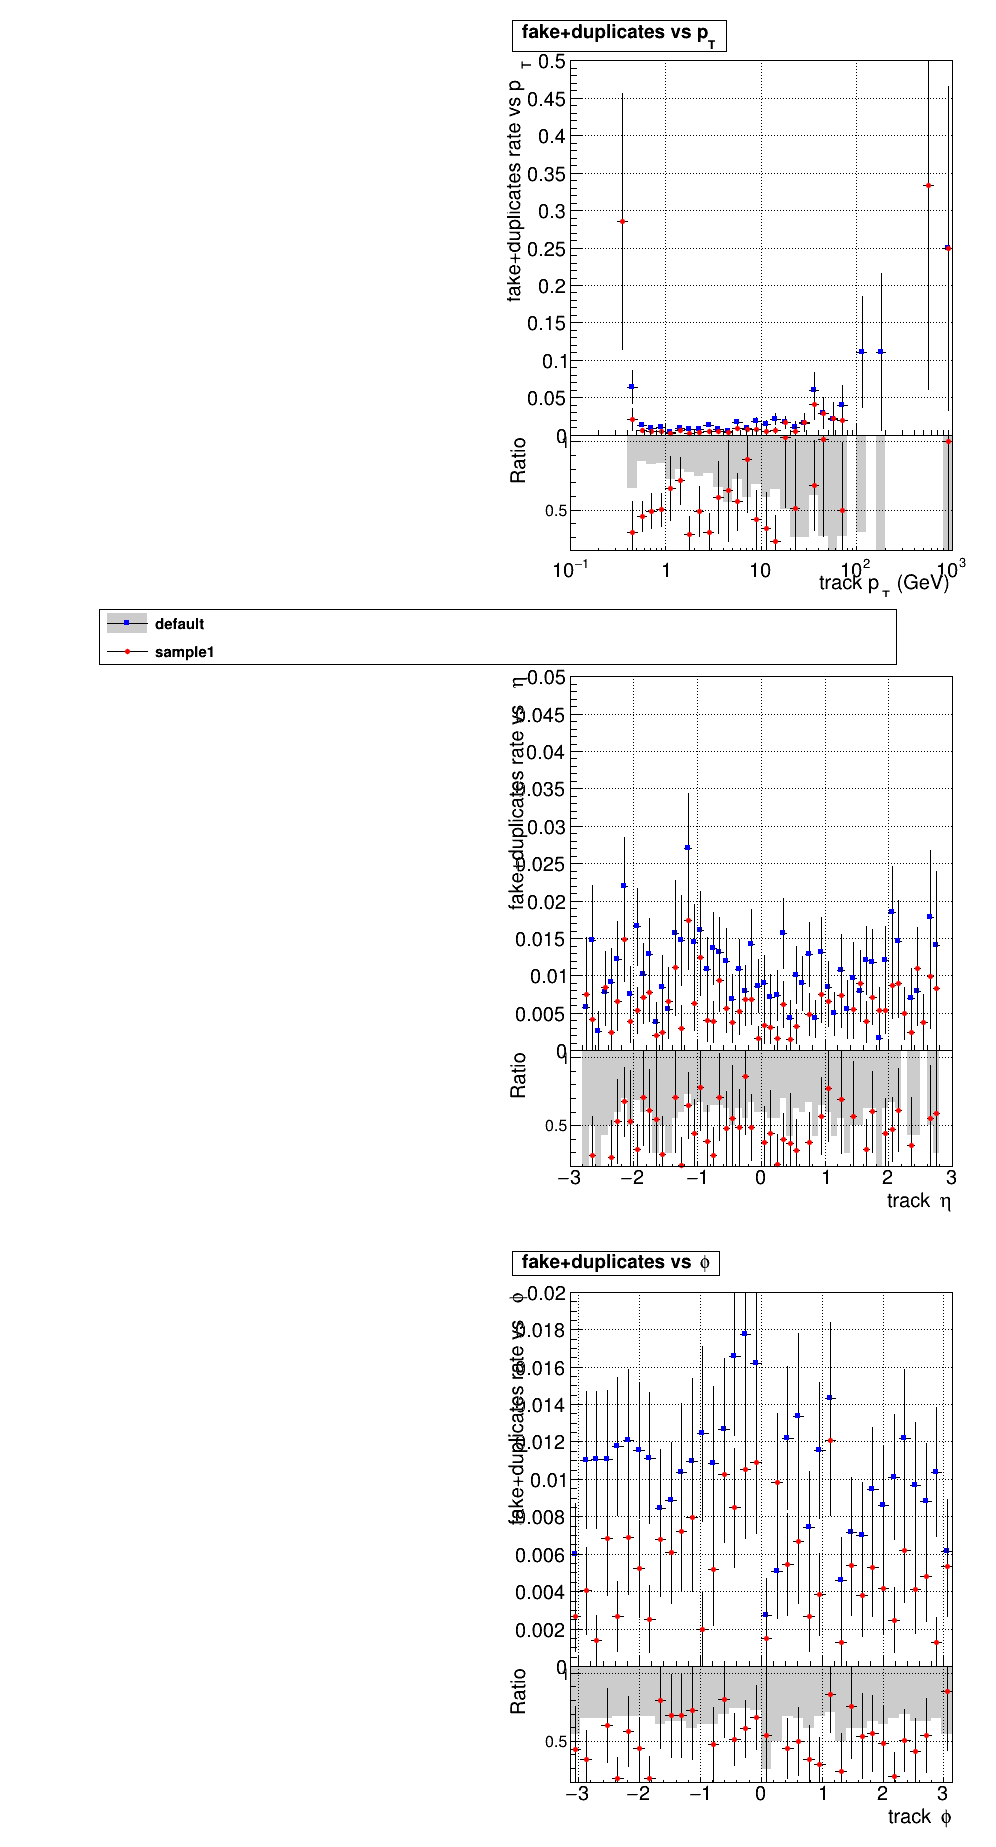 fake+duplicates vs p_T
fake+duplicates rate vs p_T
0.5
0.45
0.4
0.35
0.3
0.25
0.2
0.15
0.1
0.05
0
Ratio
1
0.5
10⁻¹ 1 10 10² 10³
track p_T (GeV)
default
sample1
fake+duplicates rate vs η
0.05
0.045
0.04
0.035
0.03
0.025
0.02
0.015
0.01
0.005
0
Ratio
1
0.5
−3 −2 −1 0 1 2 3
track η
fake+duplicates vs ϕ
fake+duplicates rate vs ϕ
0.02
0.018
0.016
0.014
0.012
0.01
0.008
0.006
0.004
0.002
0
Ratio
1
0.5
−3 −2 −1 0 1 2 3
track ϕ